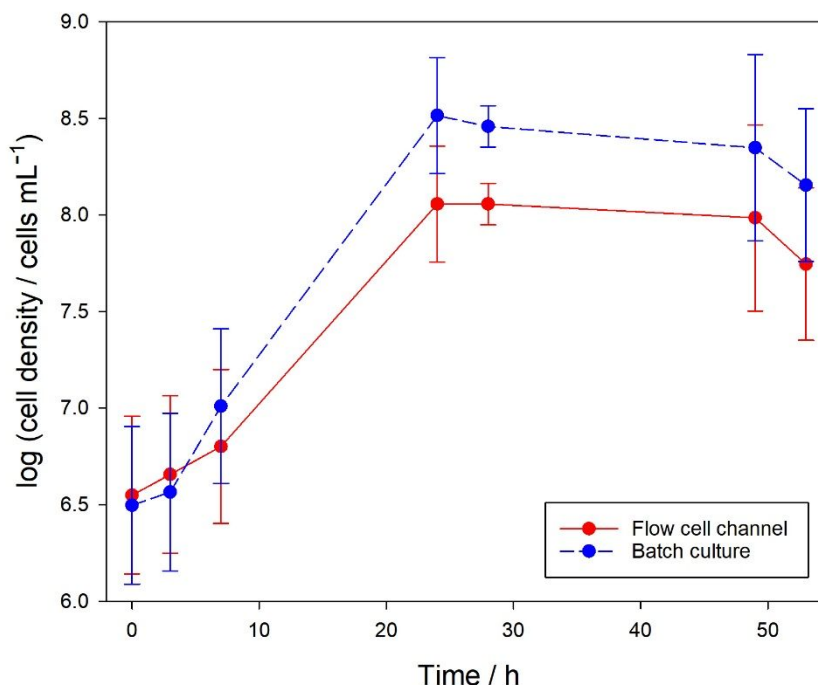 log (cell density / cells mL⁻¹)
9.0
8.5
8.0
7.5
7.0
6.5
6.0
Flow cell channel
Batch culture
0 10 20 30 40 50
Time / h